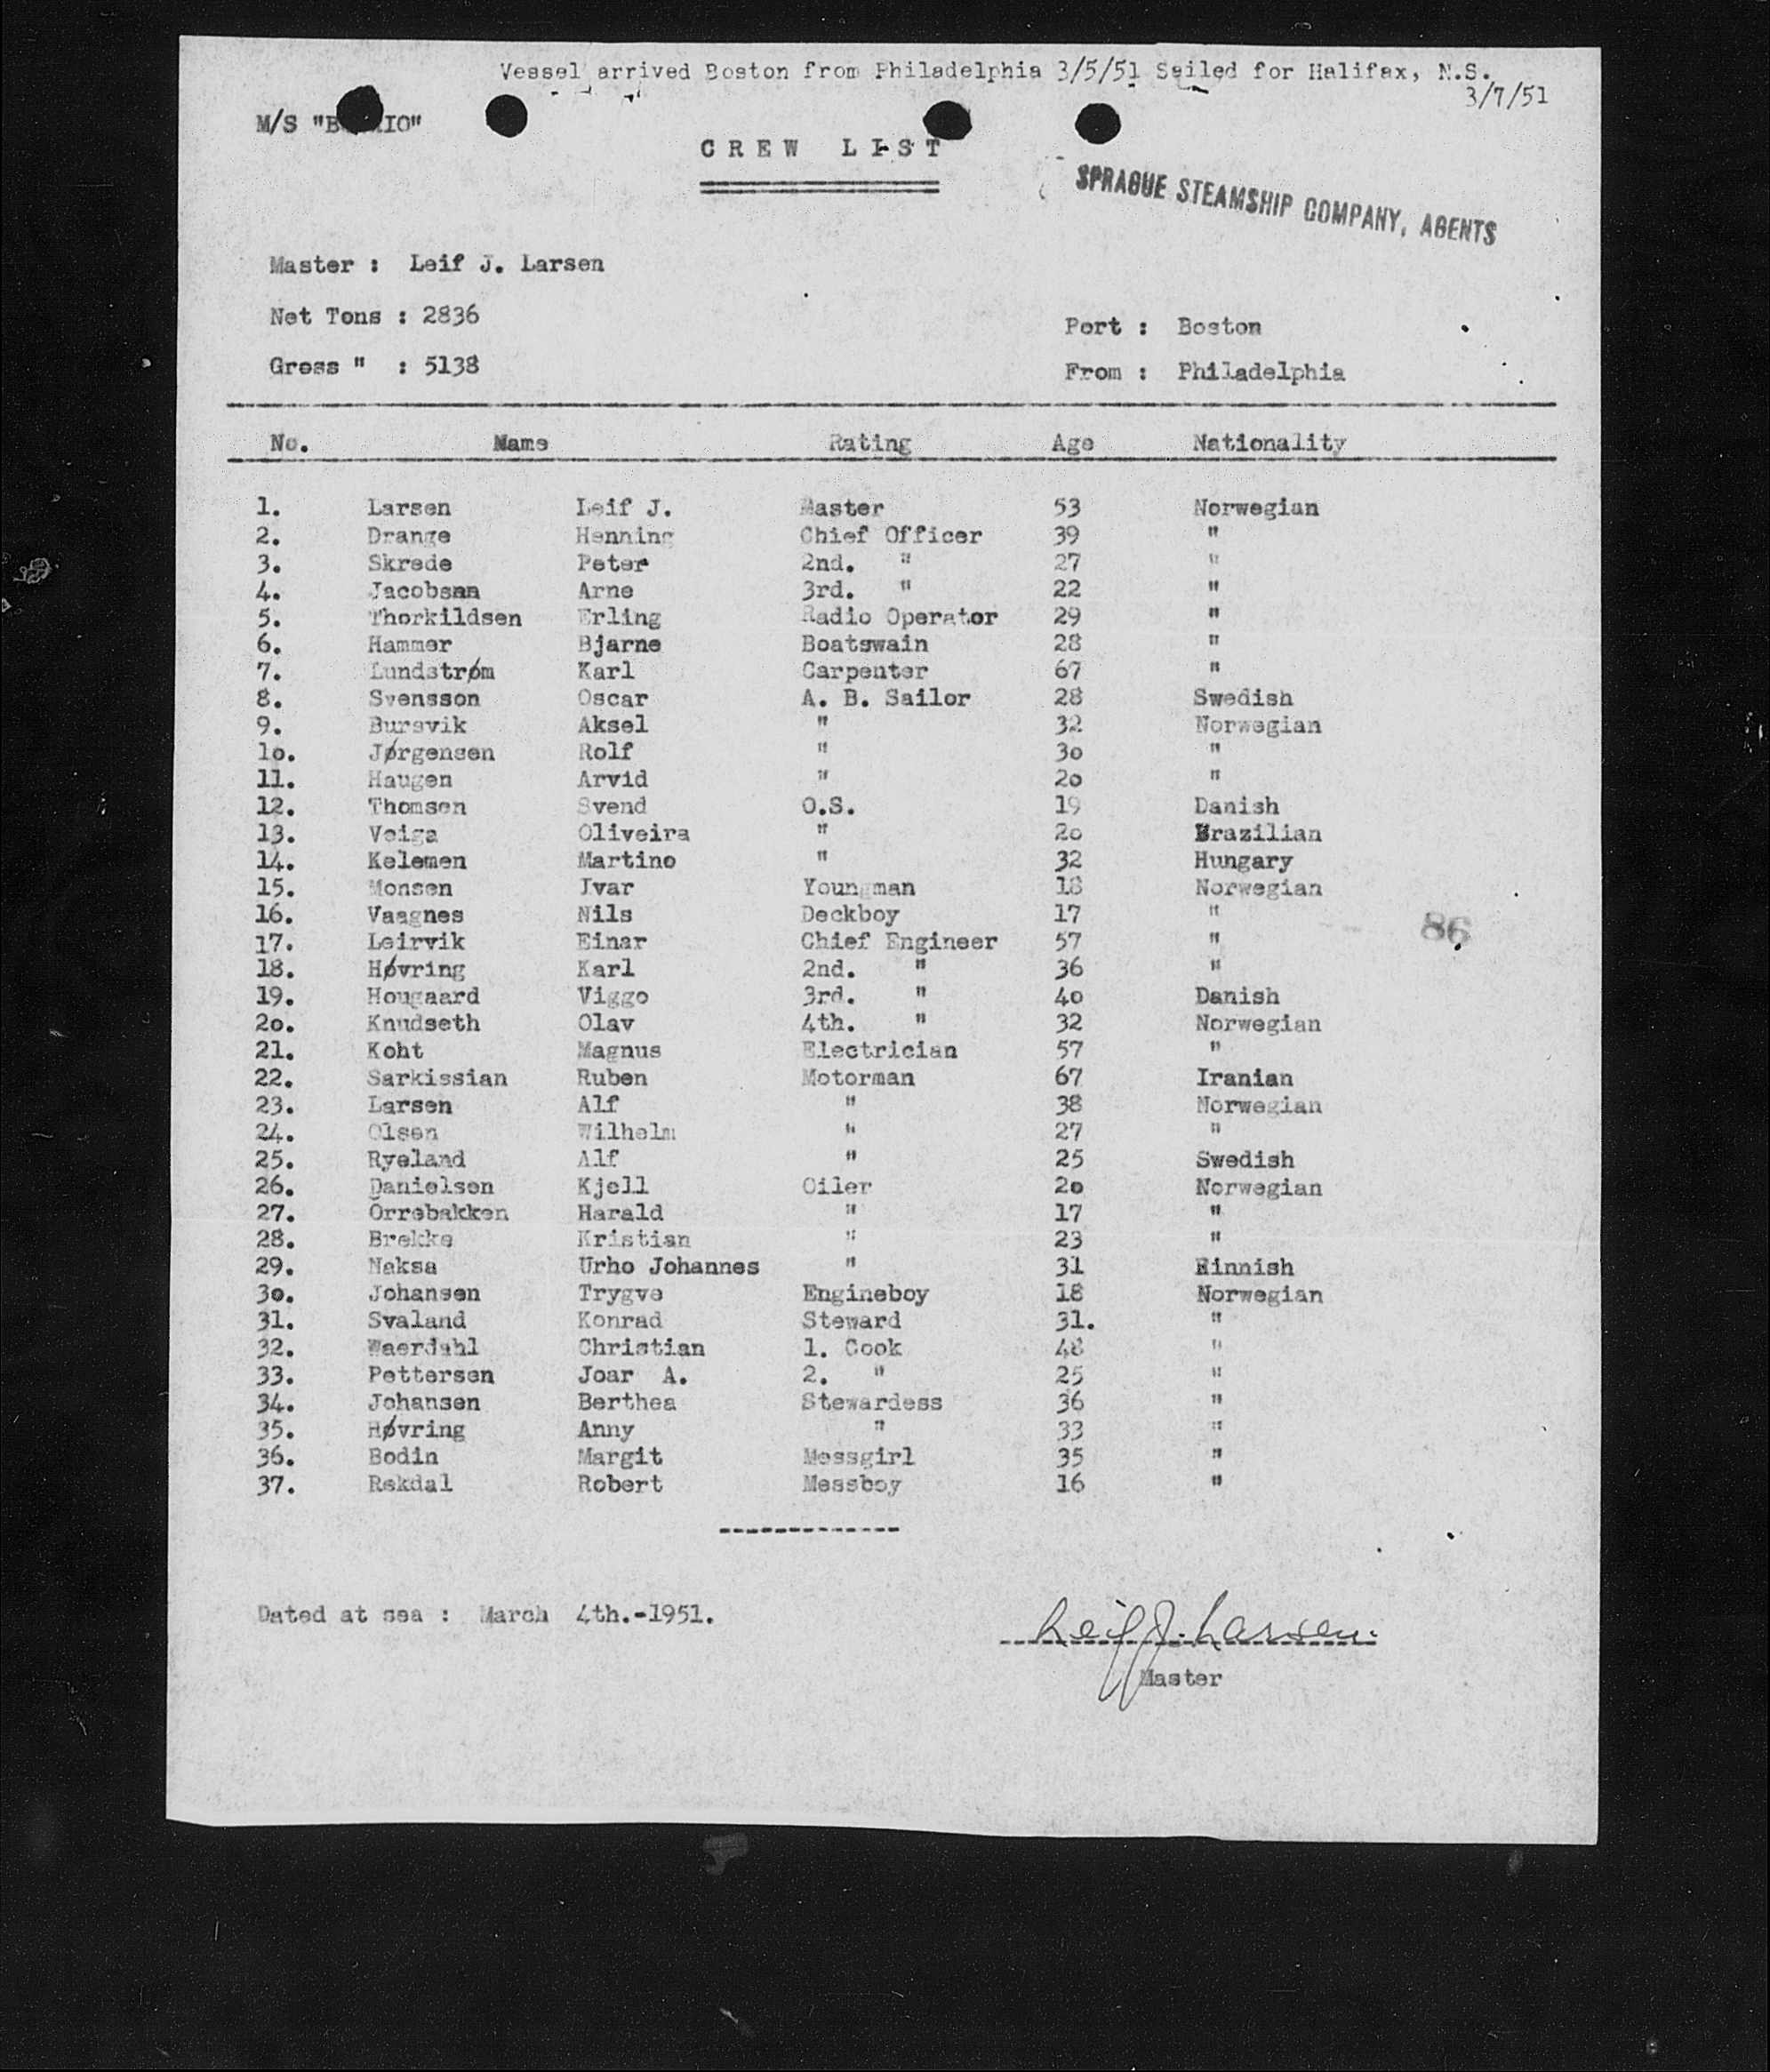 Vessel arrived Boston from Philadelphia 3/5/51 Sailed for Halifax, N.S.
3/7/51
M/S
CREW LIST
SPRAGUE STEAMSHIP COMPANY, AGENTS
Master : Leif J. Larsen
Net Tons : 2836
Port : Boston
Gross " : 5138
From : Philadelphia
No. Name Rating Age Nationality
1. Larsen Leif J. Master 53 Norwegian
2. Drange Henning Chief Officer 39 "
3. Skrede Peter 2nd. " 27 "
4. Jacobsen Arne 3rd. " 22 "
5. Thorkildsen Erling Radio Operator 29 "
6. Hammer Bjarne Boatswain 28 "
7. Lundstrøm Karl Carpenter 67 "
8. Svensson Oscar A. B. Sailor 28 Swedish
9. Bursvik Aksel " 32 Norwegian
1o. Jørgensen Rolf " 3o "
11. Haugen Arvid " 2o "
12. Thomsen Svend O.S. 19 Danish
13. Veiga Oliveira " 2o Brazilian
14. Kelemen Martino " 32 Hungary
15. Monsen Ivar Youngman 18 Norwegian
16. Vaagnes Nils Deckboy 17 "
86
17. Leirvik Einar Chief Engineer 57 "
18. Høvring Karl 2nd. " 36 "
19. Hougaard Viggo 3rd. " 4o Danish
2o. Knudseth Olav 4th. " 32 Norwegian
21. Koht Magnus Electrician 57 "
22. Sarkissian Ruben Motorman 67 Iranian
23. Larsen Alf " 38 Norwegian
24. Olsen Wilhelm " 27 "
25. Ryeland Alf " 25 Swedish
26. Danielsen Kjell Oiler 2o Norwegian
27. Orrebakken Harald " 17 "
28. Brekke Kristian " 23 "
29. Naksa Urho Johannes " 31 Finnish
3o. Johansen Trygve Engineboy 18 Norwegian
31. Svaland Konrad Steward 31. "
32. Waerdahl Christian 1. Cook 48 "
33. Pettersen Joar A. 2. " 25 "
34. Johansen Berthea Stewardess 36 "
35. Høvring Anny " 33 "
36. Bodin Margit Messgirl 35 "
37. Rekdal Robert Messboy 16 "
-------------
Dated at sea : March 4th.-1951.
Leif J. Larsen.
Master